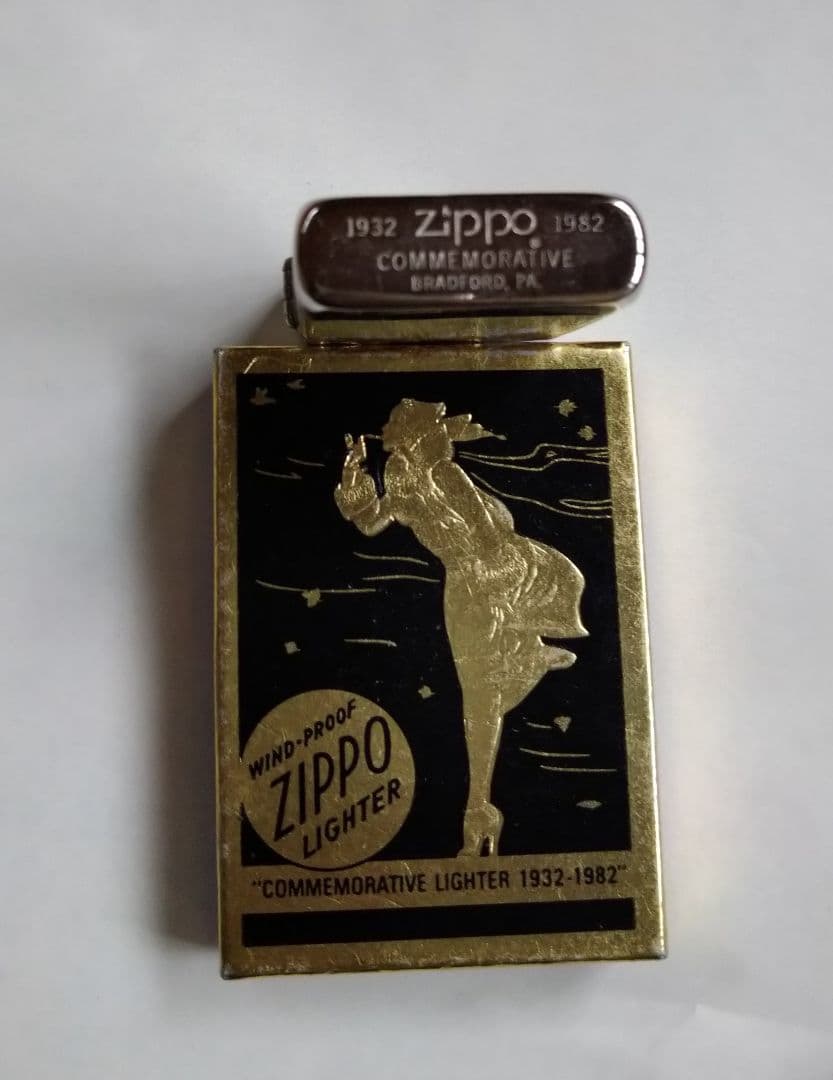 1932 zippo 1982
COMMEMORATIVE
BRADFORD, PA.
WIND-PROOF
ZIPPO
LIGHTER
"COMMEMORATIVE LIGHTER 1932-1982"